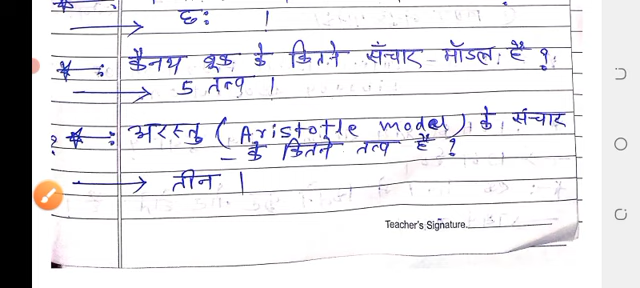 → छः ।
* : कैनथ बूक के कितने संचार - मॉडल है ?
→ 5 तत्व ।
? * : अरस्तु ( Aristotle model ) के संचार
- के कितने तत्व है ?
→ तीन ।
Teacher's Signature